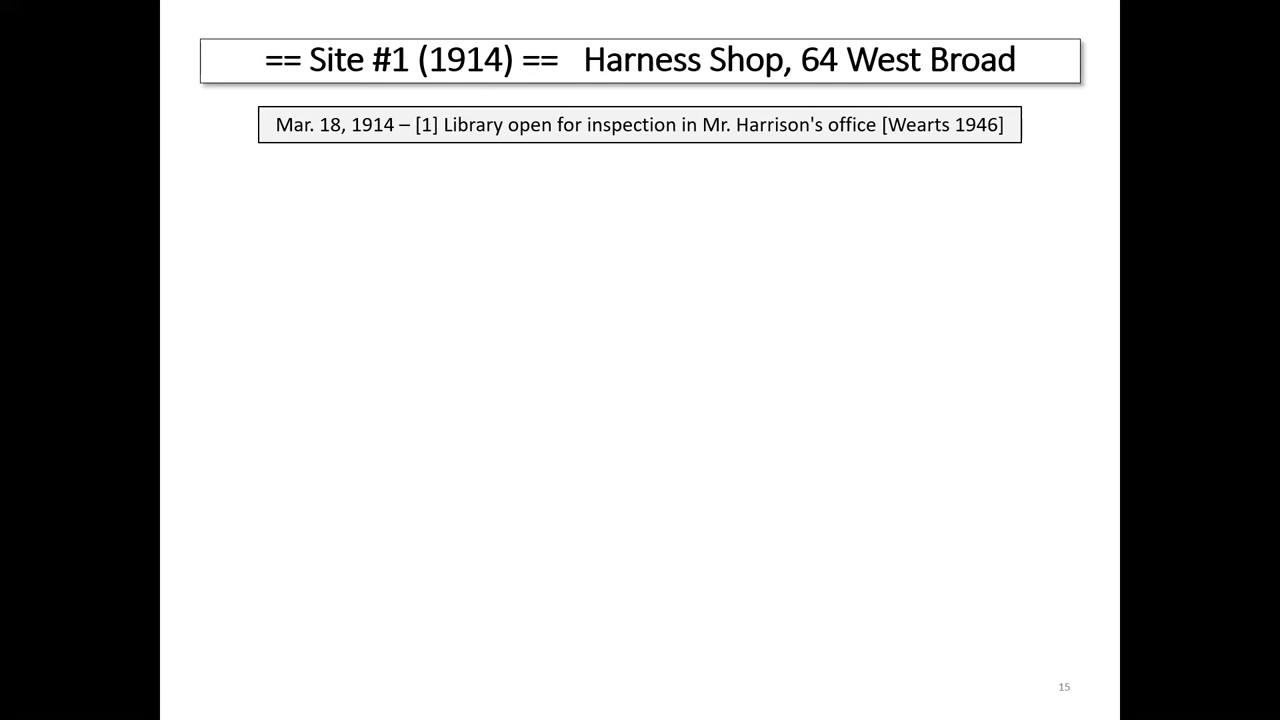 == Site #1 (1914) ==   Harness Shop, 64 West Broad
Mar. 18, 1914 – [1] Library open for inspection in Mr. Harrison's office [Wearts 1946]
15